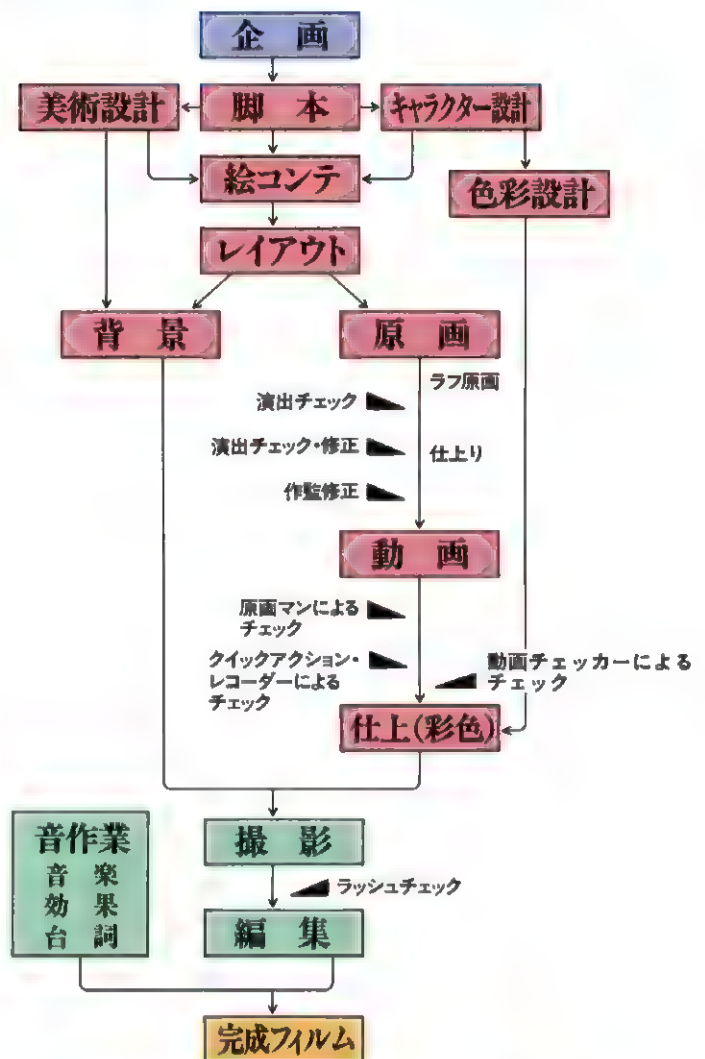 企画
美術設計
脚本
キャラクター設計
絵コンテ
色彩設計
レイアウト
背景
原画
ラフ原画
演出チェック
演出チェック・修正
仕上り
作監修正
動画
原画マンによる
チェック
クイックアクション・
レコーダーによる
チェック
動画チェッカーによる
チェック
仕上(彩色)
音作業
音楽
効果
台詞
撮影
ラッシュチェック
編集
完成フィルム